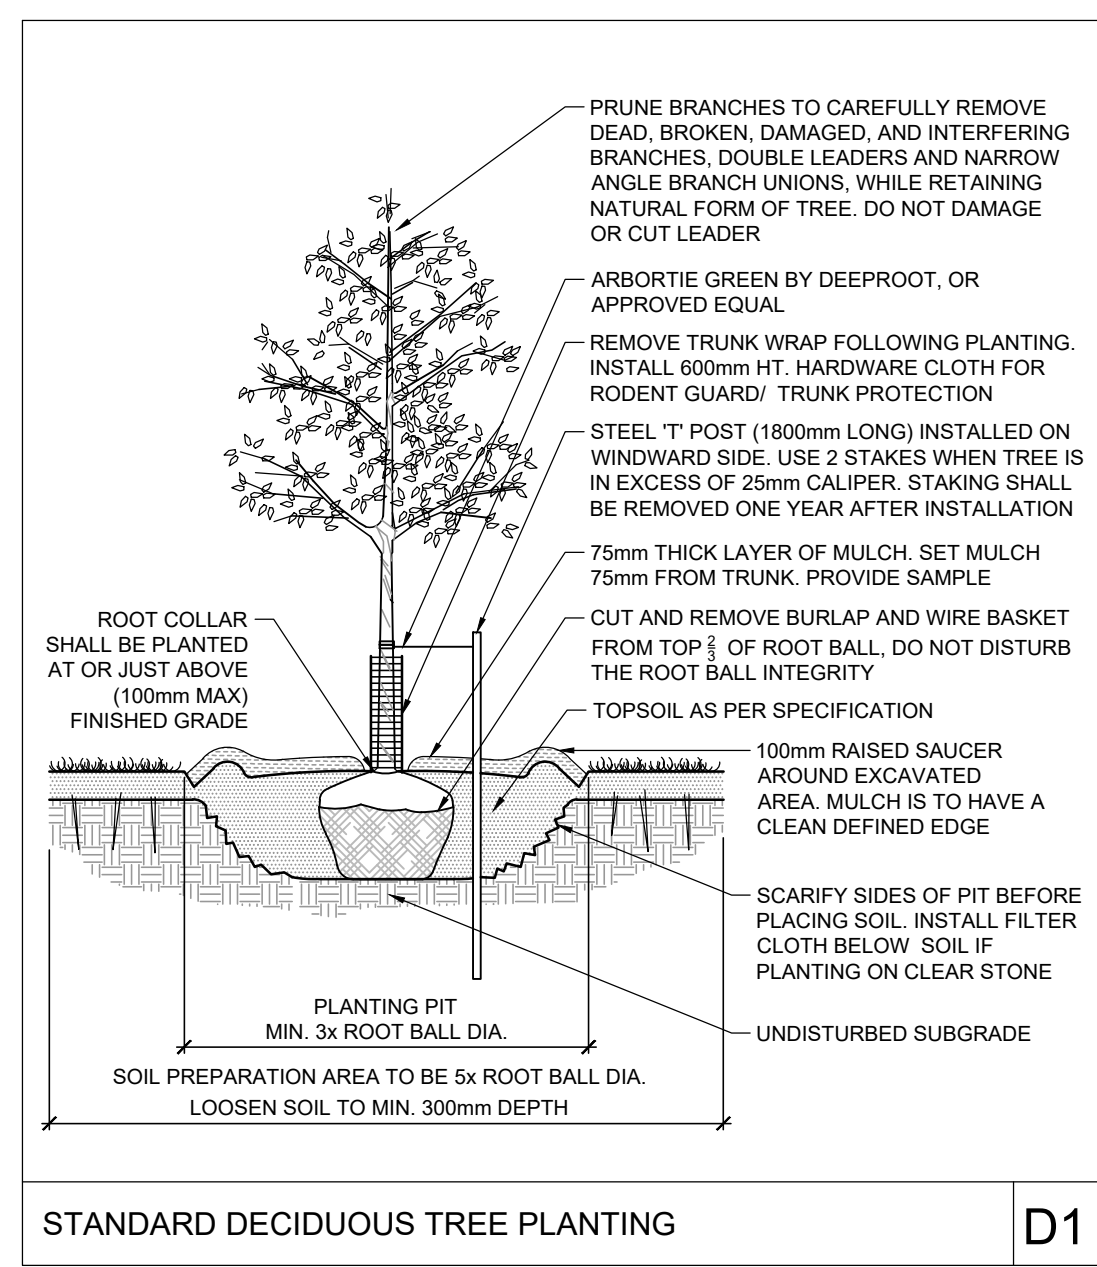 PRUNE BRANCHES TO CAREFULLY REMOVE
DEAD, BROKEN, DAMAGED, AND INTERFERING
BRANCHES, DOUBLE LEADERS AND NARROW
ANGLE BRANCH UNIONS, WHILE RETAINING
NATURAL FORM OF TREE. DO NOT DAMAGE
OR CUT LEADER
ARBORTIE GREEN BY DEEPROOT, OR
APPROVED EQUAL
REMOVE TRUNK WRAP FOLLOWING PLANTING.
INSTALL 600mm HT. HARDWARE CLOTH FOR
RODENT GUARD/ TRUNK PROTECTION
STEEL 'T' POST (1800mm LONG) INSTALLED ON
WINDWARD SIDE. USE 2 STAKES WHEN TREE IS
IN EXCESS OF 25mm CALIPER. STAKING SHALL
BE REMOVED ONE YEAR AFTER INSTALLATION
75mm THICK LAYER OF MULCH. SET MULCH
75mm FROM TRUNK. PROVIDE SAMPLE
CUT AND REMOVE BURLAP AND WIRE BASKET
FROM TOP 2/3 OF ROOT BALL, DO NOT DISTURB
THE ROOT BALL INTEGRITY
ROOT COLLAR
SHALL BE PLANTED
AT OR JUST ABOVE
(100mm MAX)
FINISHED GRADE
TOPSOIL AS PER SPECIFICATION
100mm RAISED SAUCER
AROUND EXCAVATED
AREA. MULCH IS TO HAVE A
CLEAN DEFINED EDGE
SCARIFY SIDES OF PIT BEFORE
PLACING SOIL. INSTALL FILTER
CLOTH BELOW SOIL IF
PLANTING ON CLEAR STONE
UNDISTURBED SUBGRADE
PLANTING PIT
MIN. 3x ROOT BALL DIA.
SOIL PREPARATION AREA TO BE 5x ROOT BALL DIA.
LOOSEN SOIL TO MIN. 300mm DEPTH
STANDARD DECIDUOUS TREE PLANTING
D1